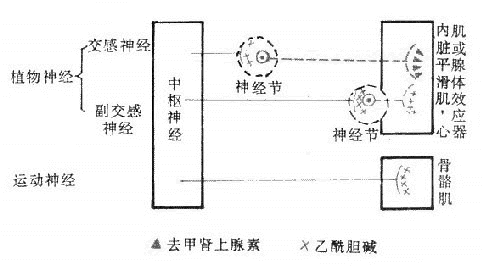 交感神经
植物神经
副交感
神经
运动神经
中枢神经
神经节
神经节
内脏平滑肌，心
肌或腺体效应器
骨骼肌
▲去甲肾上腺素
×乙酰胆碱